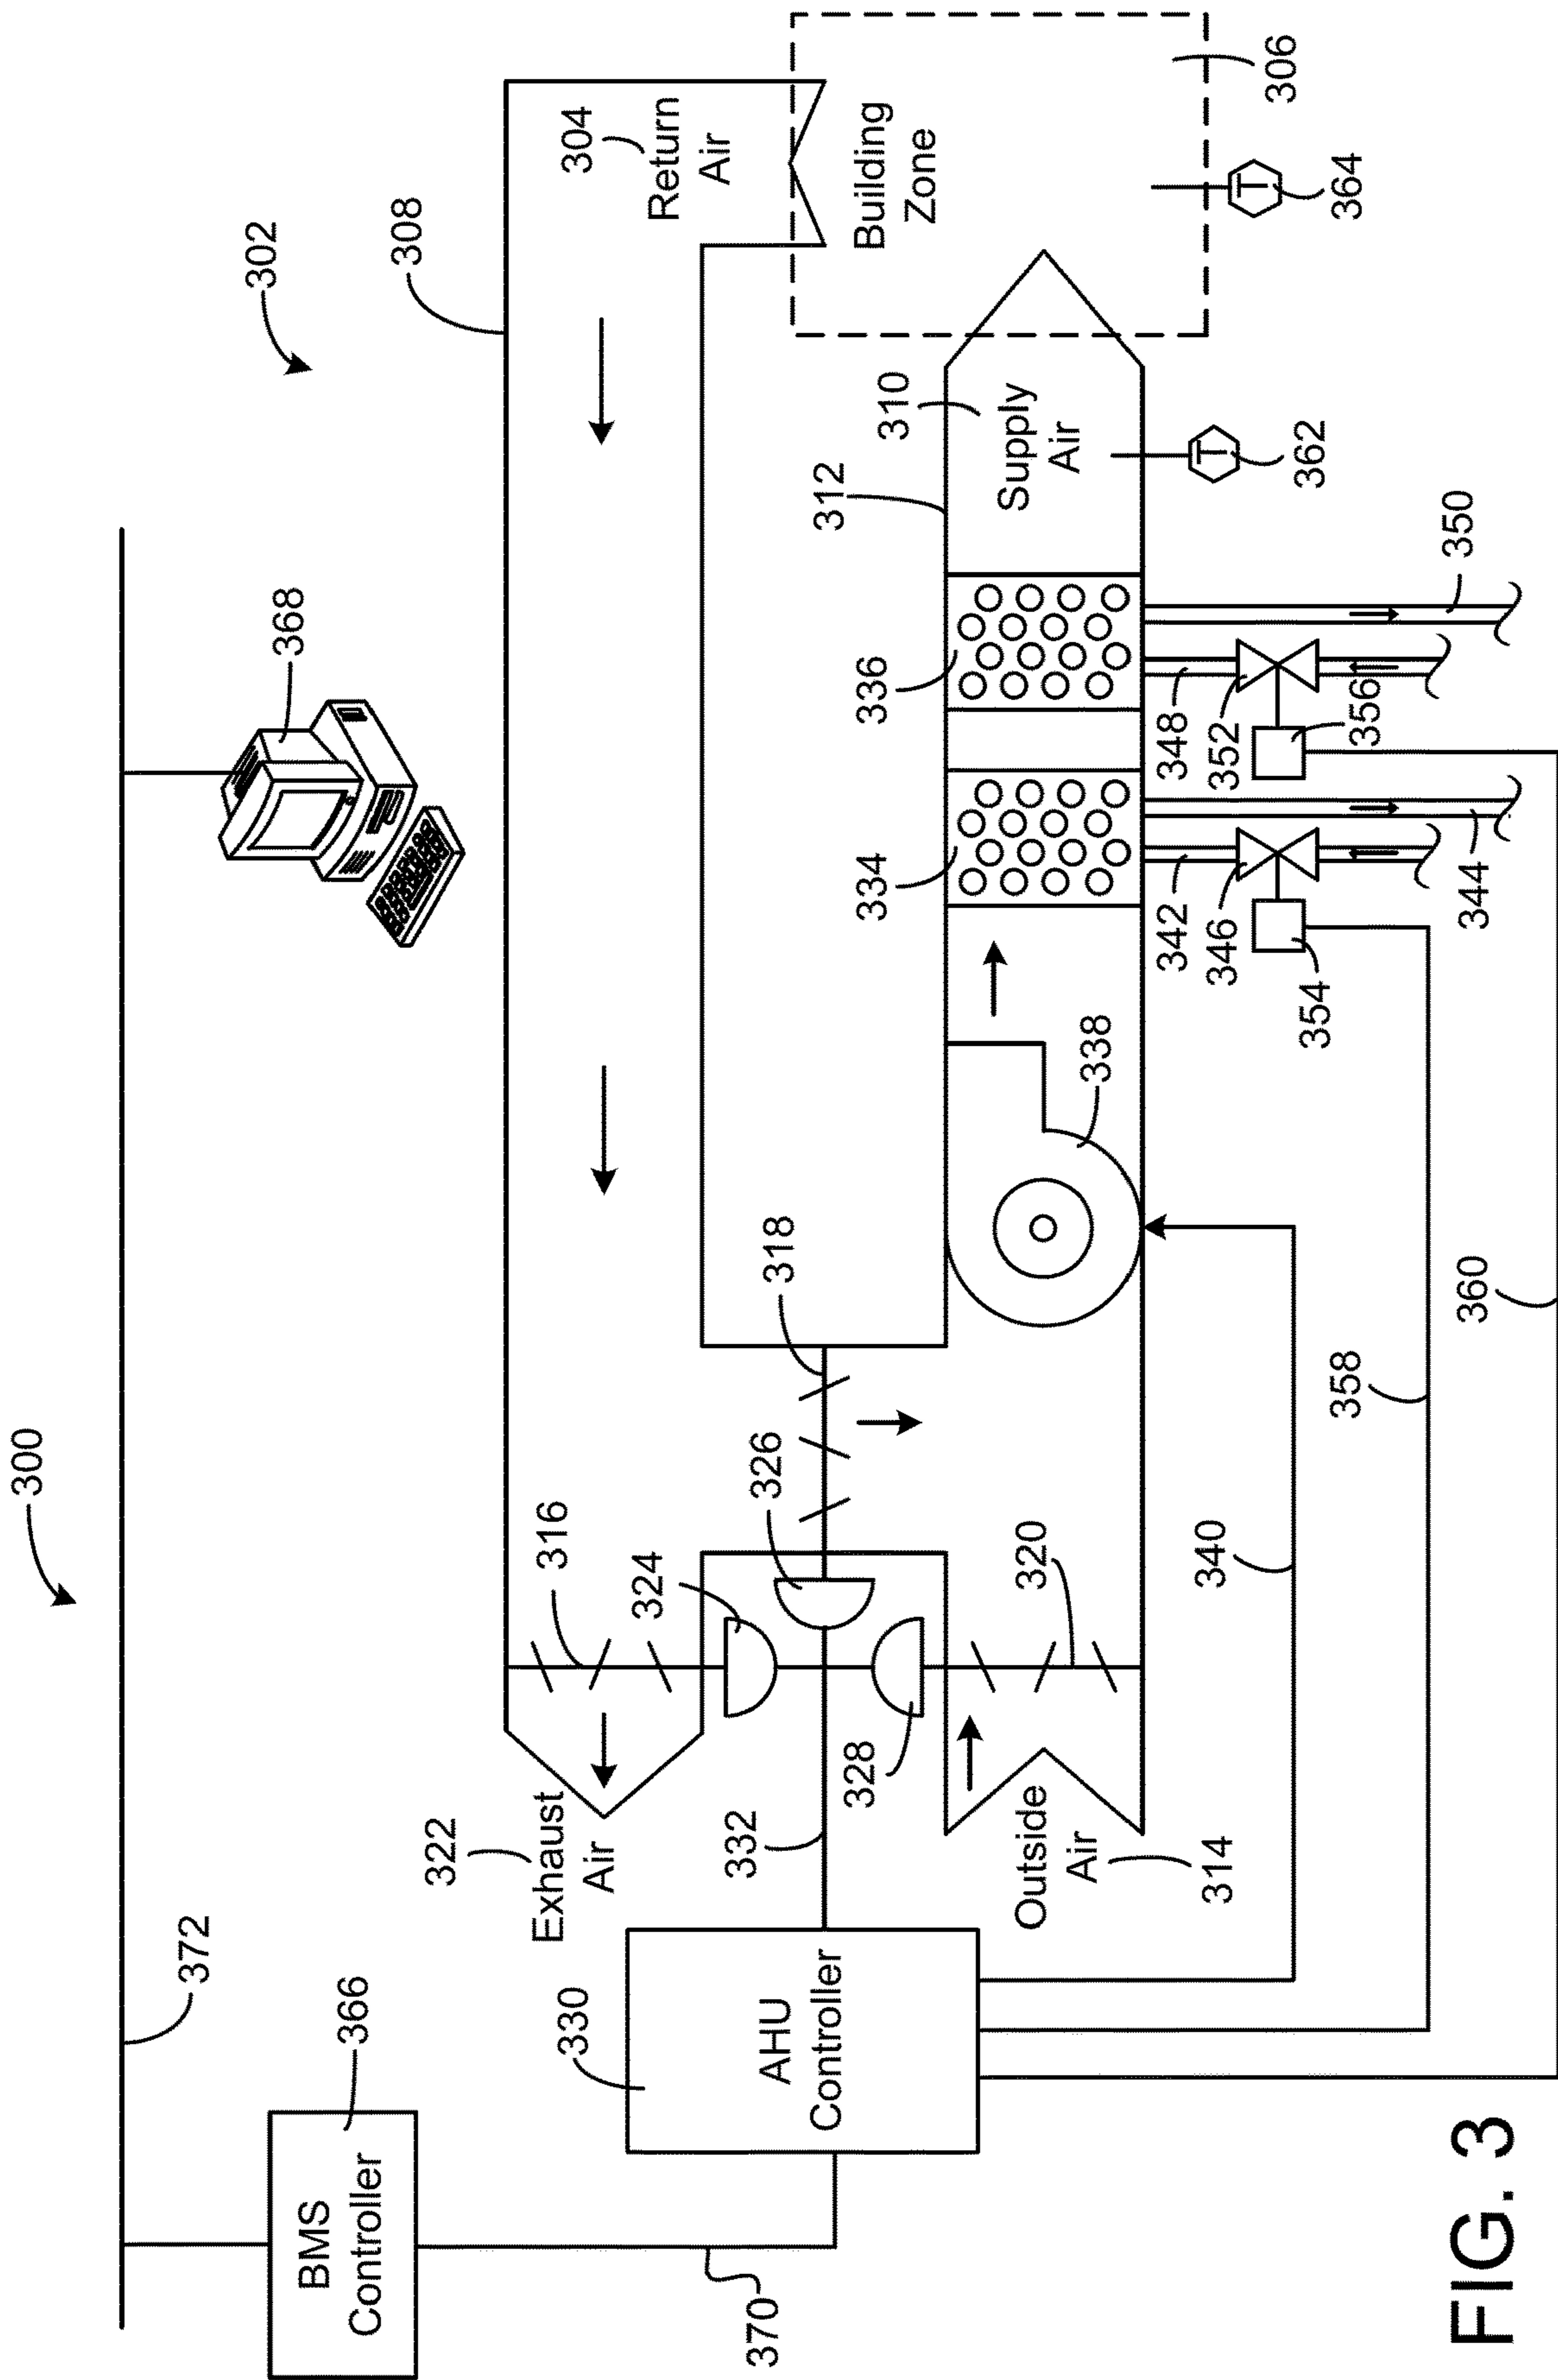 300
372
BMS
Controller
366
370
368
302
308
304
Return
Air
Building
Zone
306
364
322
Exhaust
Air
316
324
318
326
332
328
330
AHU
Controller
Outside
Air
314
320
338
334
336
312
310
Supply
Air
362
342
346
354
344
348
352
356
350
340
358
360
T
T
FIG. 3